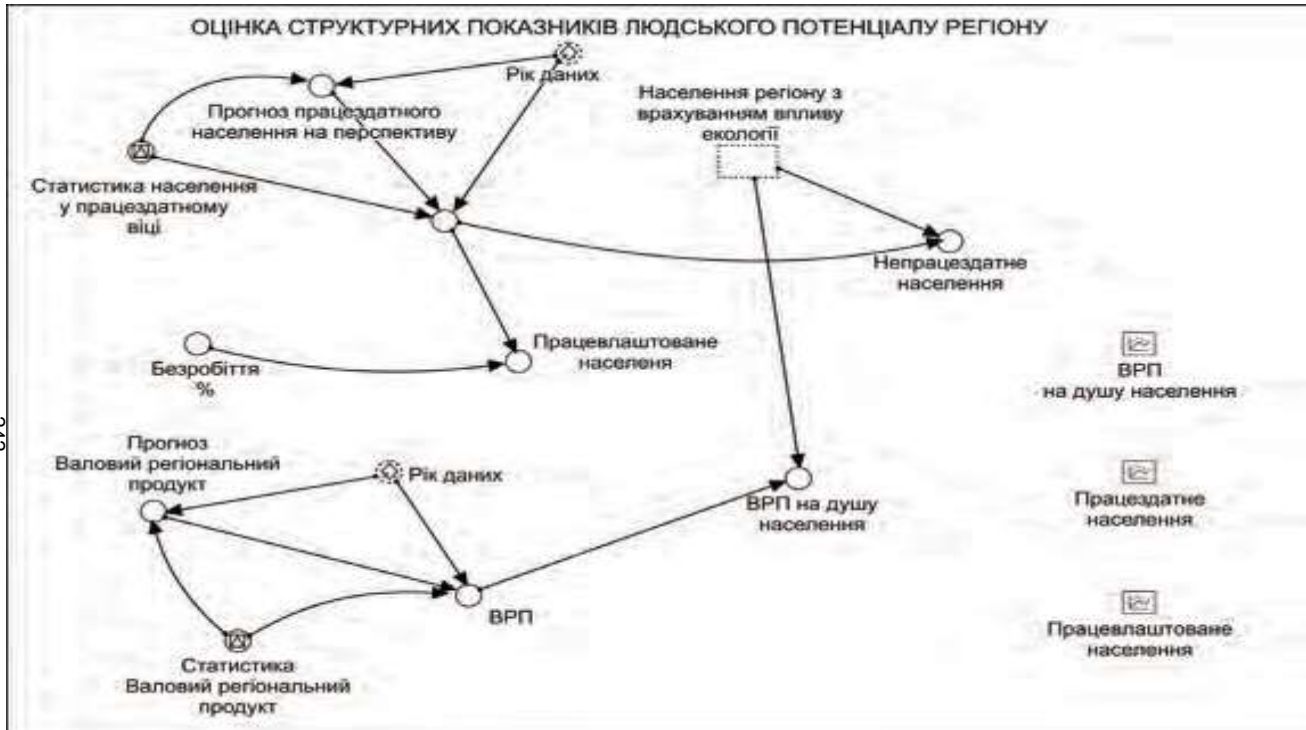 ОЦІНКА СТРУКТУРНИХ ПОКАЗНИКІВ ЛЮДСЬКОГО ПОТЕНЦІАЛУ РЕГІОНУ
Рік даних
Прогноз працездатного
населення на перспективу
Населення регіону з
врахуванням впливу
екології
Статистика населення
у працездатному
віці
Непрацездатне
населення
Працевлаштоване
населеня
Безробіття
%
ВРП
на душу населення
Прогноз
Валовий регіональний
продукт
Рік даних
ВРП на душу
населення
Працездатне
населення
ВРП
Працевлаштоване
населення
Статистика
Валовий регіональний
продукт